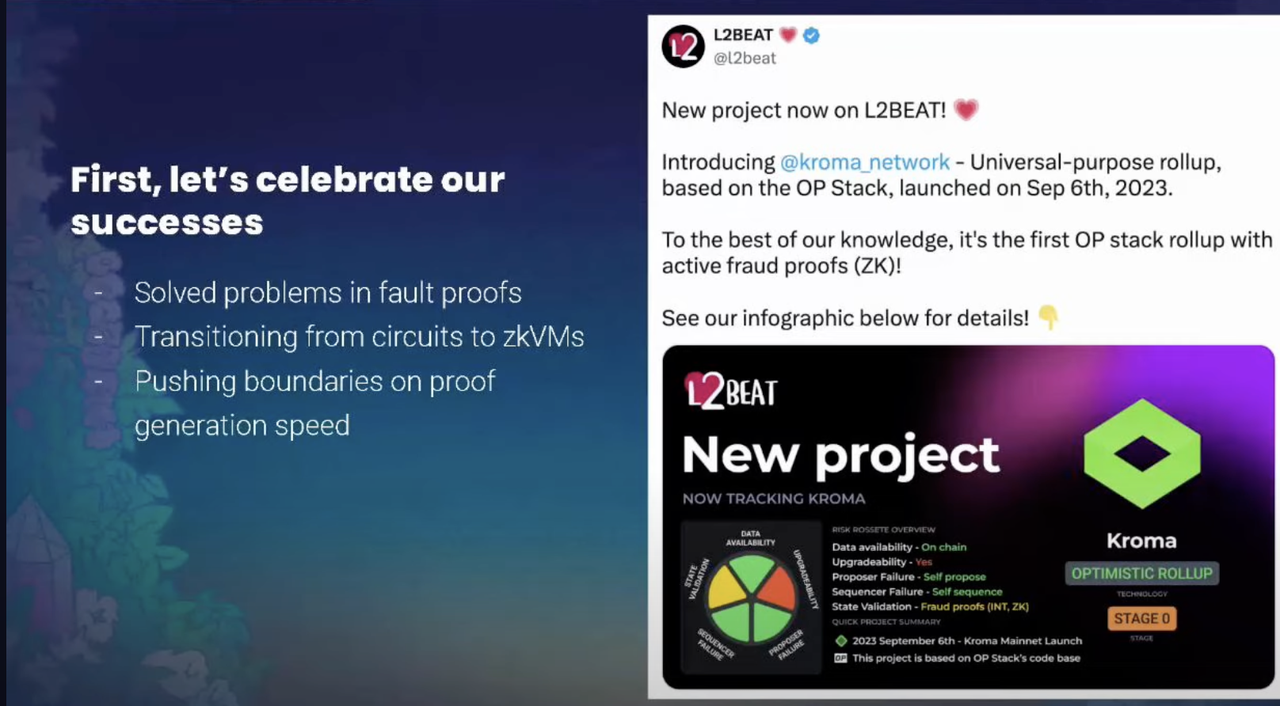 First, let's celebrate our
successes
- Solved problems in fault proofs
- Transitioning from circuits to zkVMs
- Pushing boundaries on proof
generation speed
L2
L2BEAT
@l2beat
New project now on L2BEAT!
Introducing @kroma_network - Universal-purpose rollup,
based on the OP Stack, launched on Sep 6th, 2023.
To the best of our knowledge, it's the first OP stack rollup with
active fraud proofs (ZK)!
See our infographic below for details!
L2BEAT
New project
NOW TRACKING KROMA
DATA
AVAILABILITY
UPGRADEABILITY
PROPOSER
FAILURE
SEQUENCER
FAILURE
STATE
VALIDATION
RISK ROSSETE OVERVIEW
Data availability - On chain
Upgradeability - Yes
Proposer Failure - Self propose
Sequencer Failure - Self sequence
State Validation - Fraud proofs (INT, ZK)
QUICK PROJECT SUMMARY
2023 September 6th - Kroma Mainnet Launch
OP This project is based on OP Stack's code base
Kroma
OPTIMISTIC ROLLUP
TECHNOLOGY
STAGE 0
STAGE